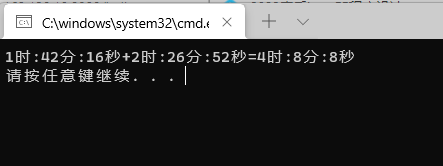 C:\windows\system32\cmd.e
1时:42分:16秒+2时:26分:52秒=4时:8分:8秒
请按任意键继续. . .